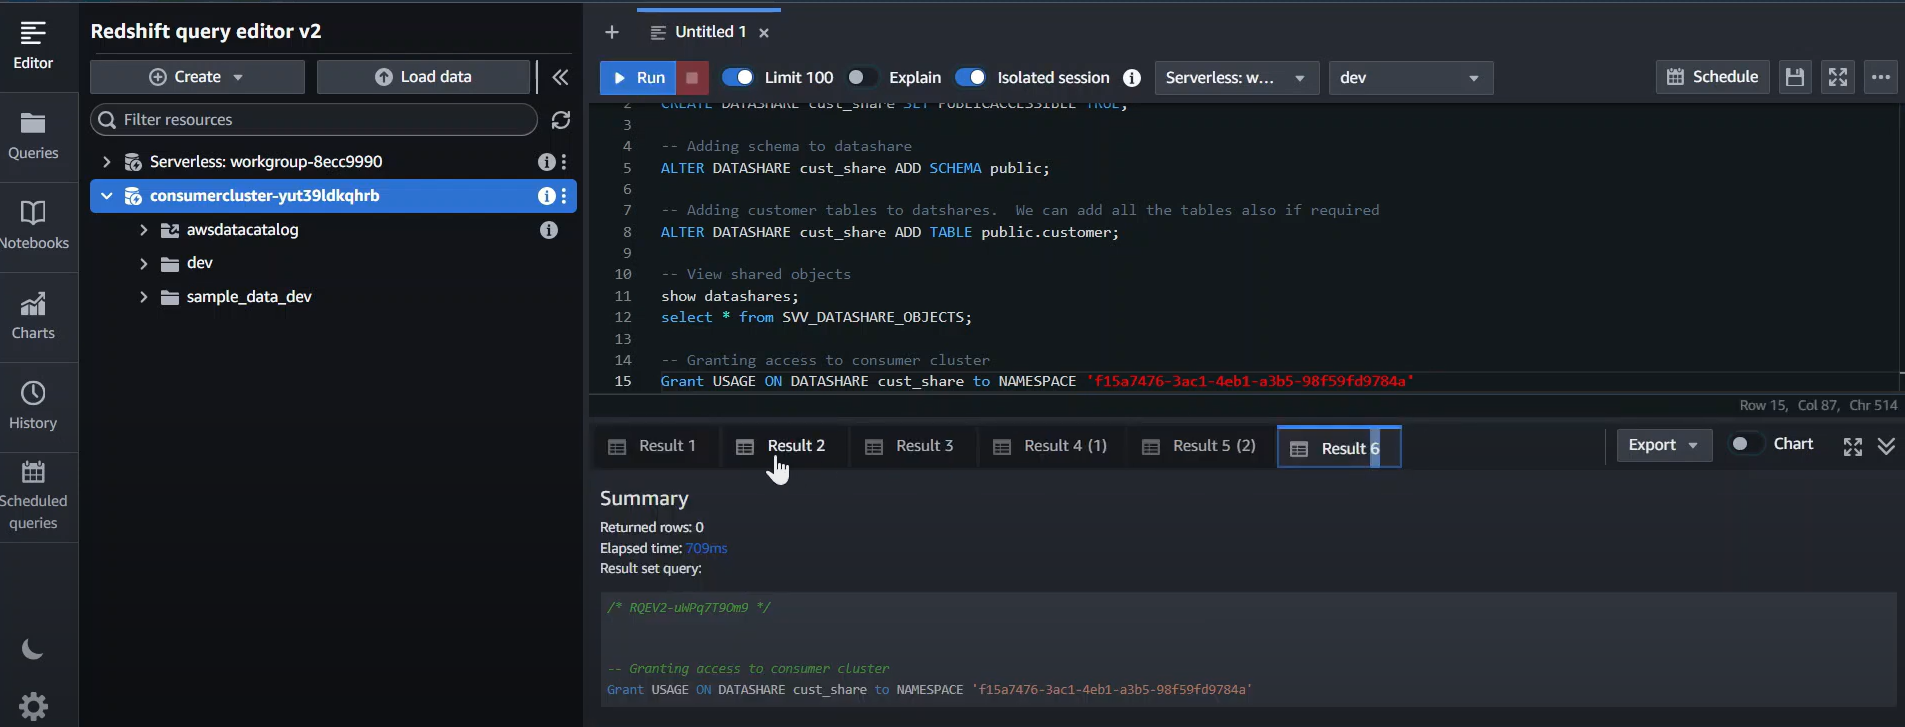 Editor
Queries
Notebooks
Charts
History
Scheduled
queries
Redshift query editor v2
Create
Load data
Filter resources
Serverless: workgroup-8ecc9990
consumercluster-yut39ldkqhrb
awsdatacatalog
dev
sample_data_dev
Untitled 1
Run
Limit 100
Explain
Isolated session
Serverless: w...
dev
Schedule
2 CREATE DATASHARE cust_share SET PUBLICACCESSIBLE TRUE;
3
4 -- Adding schema to datashare
5 ALTER DATASHARE cust_share ADD SCHEMA public;
6
7 -- Adding customer tables to datshares. We can add all the tables also if required
8 ALTER DATASHARE cust_share ADD TABLE public.customer;
9
10 -- View shared objects
11 show datashares;
12 select * from SVV_DATASHARE_OBJECTS;
13
14 -- Granting access to consumer cluster
15 Grant USAGE ON DATASHARE cust_share to NAMESPACE 'f15a7476-3ac1-4eb1-a3b5-98f59fd9784a'
Row 15, Col 87, Chr 514
Result 1
Result 2
Result 3
Result 4 (1)
Result 5 (2)
Result 6
Export
Chart
Summary
Returned rows: 0
Elapsed time: 709ms
Result set query:
/* RQEV2-uWPq7T9Om9 */
-- Granting access to consumer cluster
Grant USAGE ON DATASHARE cust_share to NAMESPACE 'f15a7476-3ac1-4eb1-a3b5-98f59fd9784a'